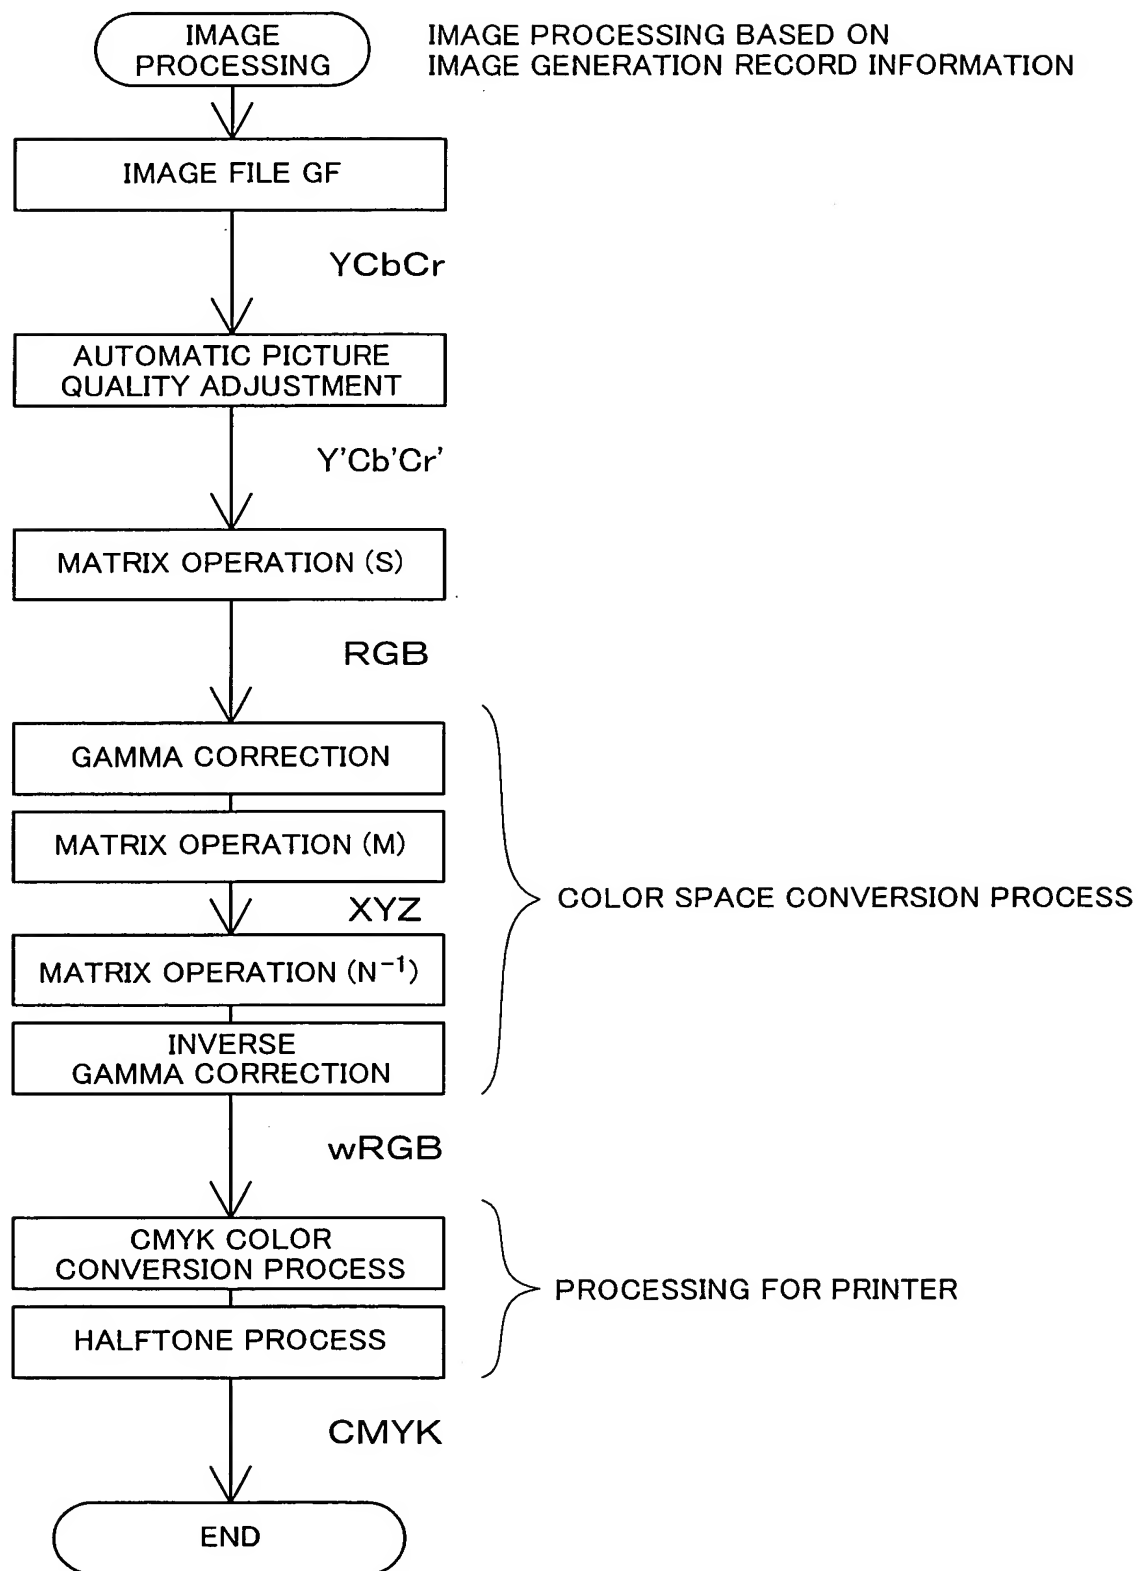 IMAGE
PROCESSING
IMAGE PROCESSING BASED ON
IMAGE GENERATION RECORD INFORMATION
IMAGE FILE GF
YCbCr
AUTOMATIC PICTURE
QUALITY ADJUSTMENT
Y'Cb'Cr'
MATRIX OPERATION (S)
RGB
GAMMA CORRECTION
MATRIX OPERATION (M)
XYZ
COLOR SPACE CONVERSION PROCESS
MATRIX OPERATION (N⁻¹)
INVERSE
GAMMA CORRECTION
wRGB
CMYK COLOR
CONVERSION PROCESS
PROCESSING FOR PRINTER
HALFTONE PROCESS
CMYK
END